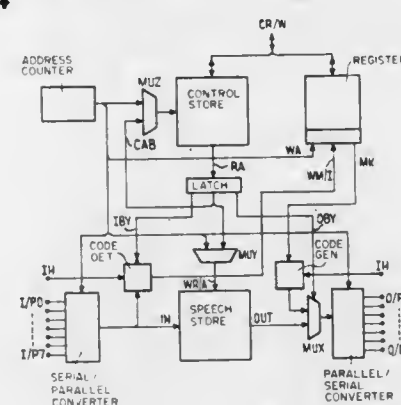 CR/W
ADDRESS
COUNTER
MUZ
CONTROL
STORE
REGISTER
CAB
RA
WA
WM/I
MK
LATCH
IBY
OBY
CODE
DET
MUY
CODE
GEN
IH
IH
WR/A
I/P0
IN
SPEECH
STORE
OUT
MUX
I/P7
SERIAL/
PARALLEL
CONVERTER
PARALLEL/
SERIAL
CONVERTER